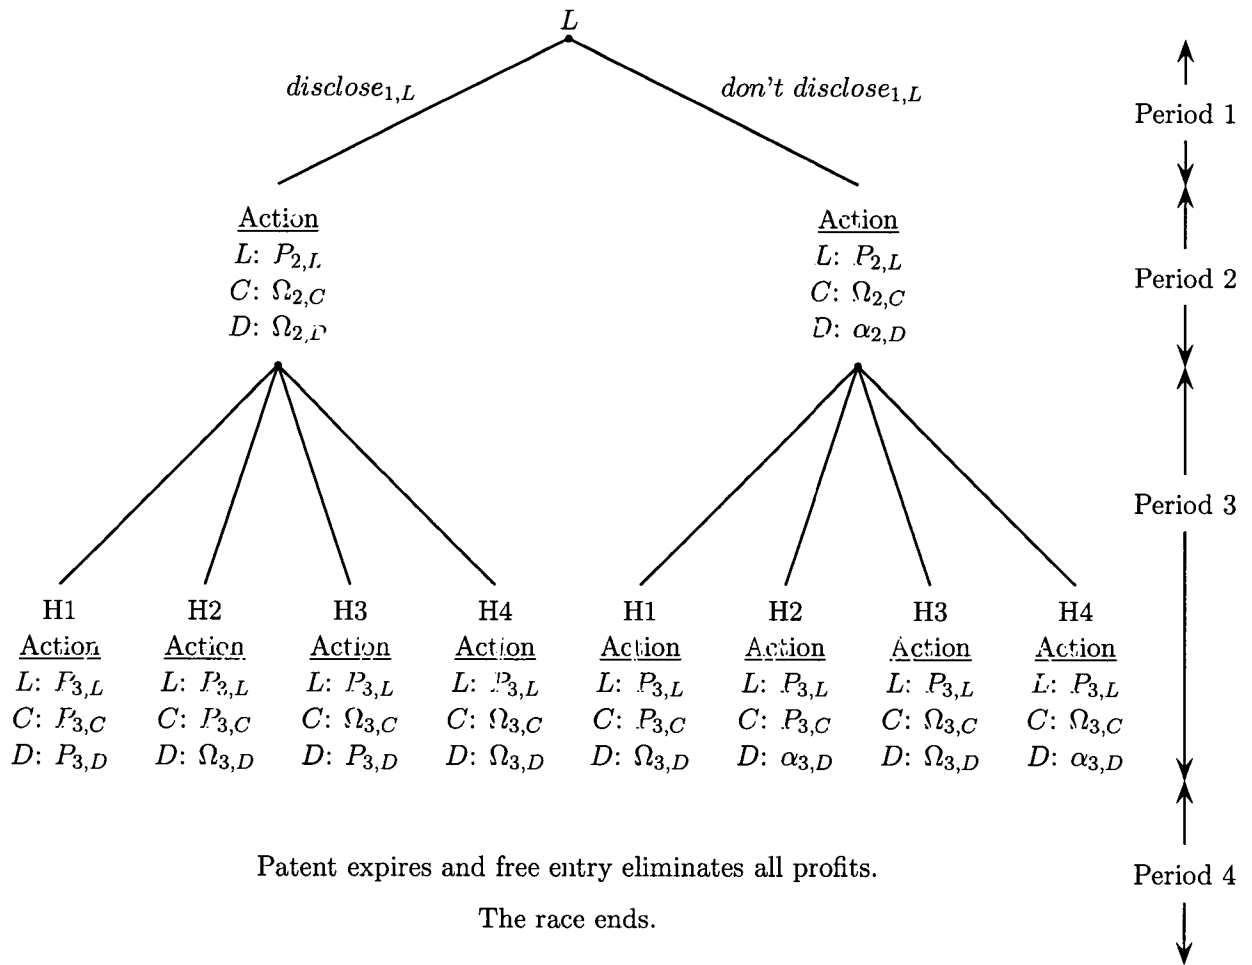 L
disclose₁,L
don't disclose₁,L
Period 1
Action
L: P₂,L
C: Ω₂,C
D: Ω₂,D
Action
L: P₂,L
C: Ω₂,C
D: α₂,D
Period 2
Period 3
H1
Action
L: P₃,L
C: P₃,C
D: P₃,D
H2
Action
L: P₃,L
C: P₃,C
D: Ω₃,D
H3
Action
L: P₃,L
C: Ω₃,C
D: P₃,D
H4
Action
L: P₃,L
C: Ω₃,C
D: Ω₃,D
H1
Action
L: P₃,L
C: P₃,C
D: Ω₃,D
H2
Action
L: P₃,L
C: P₃,C
D: α₃,D
H3
Action
L: P₃,L
C: Ω₃,C
D: Ω₃,D
H4
Action
L: P₃,L
C: Ω₃,C
D: α₃,D
Patent expires and free entry eliminates all profits.
The race ends.
Period 4